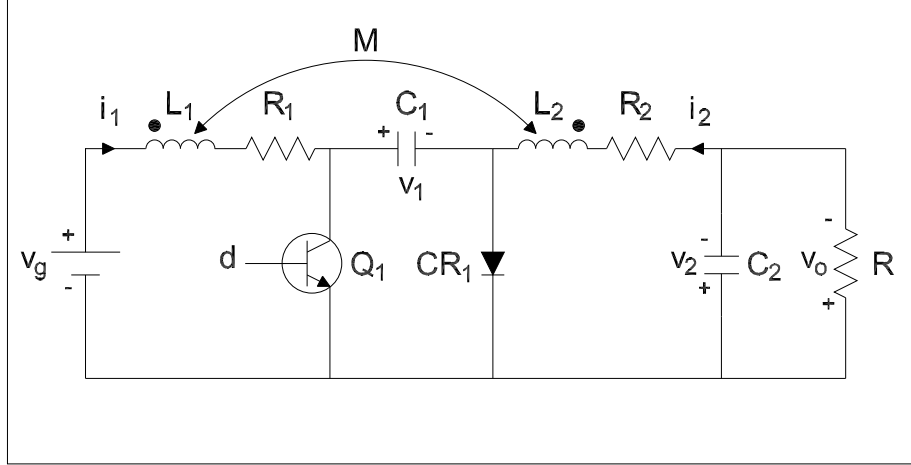 M
i1 L1 R1 C1 L2 R2 i2
+ -
v1
+ vg -
d Q1 CR1
- v2 + C2
- vo + R